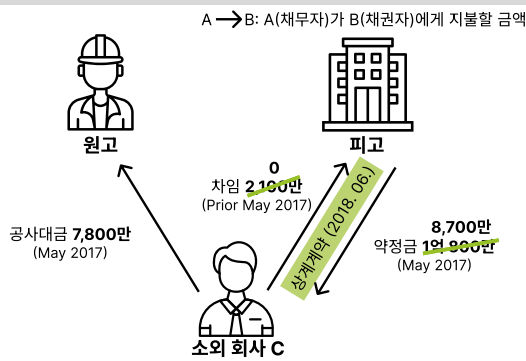 A → B: A(채무자)가 B(채권자)에게 지불할 금액
원고
피고
0
차임 2,100만
(Prior May 2017)
공사대금 7,800만
(May 2017)
상계계약 (2018. 06.)
8,700만
약정금 1억 800만
(May 2017)
소외 회사 C